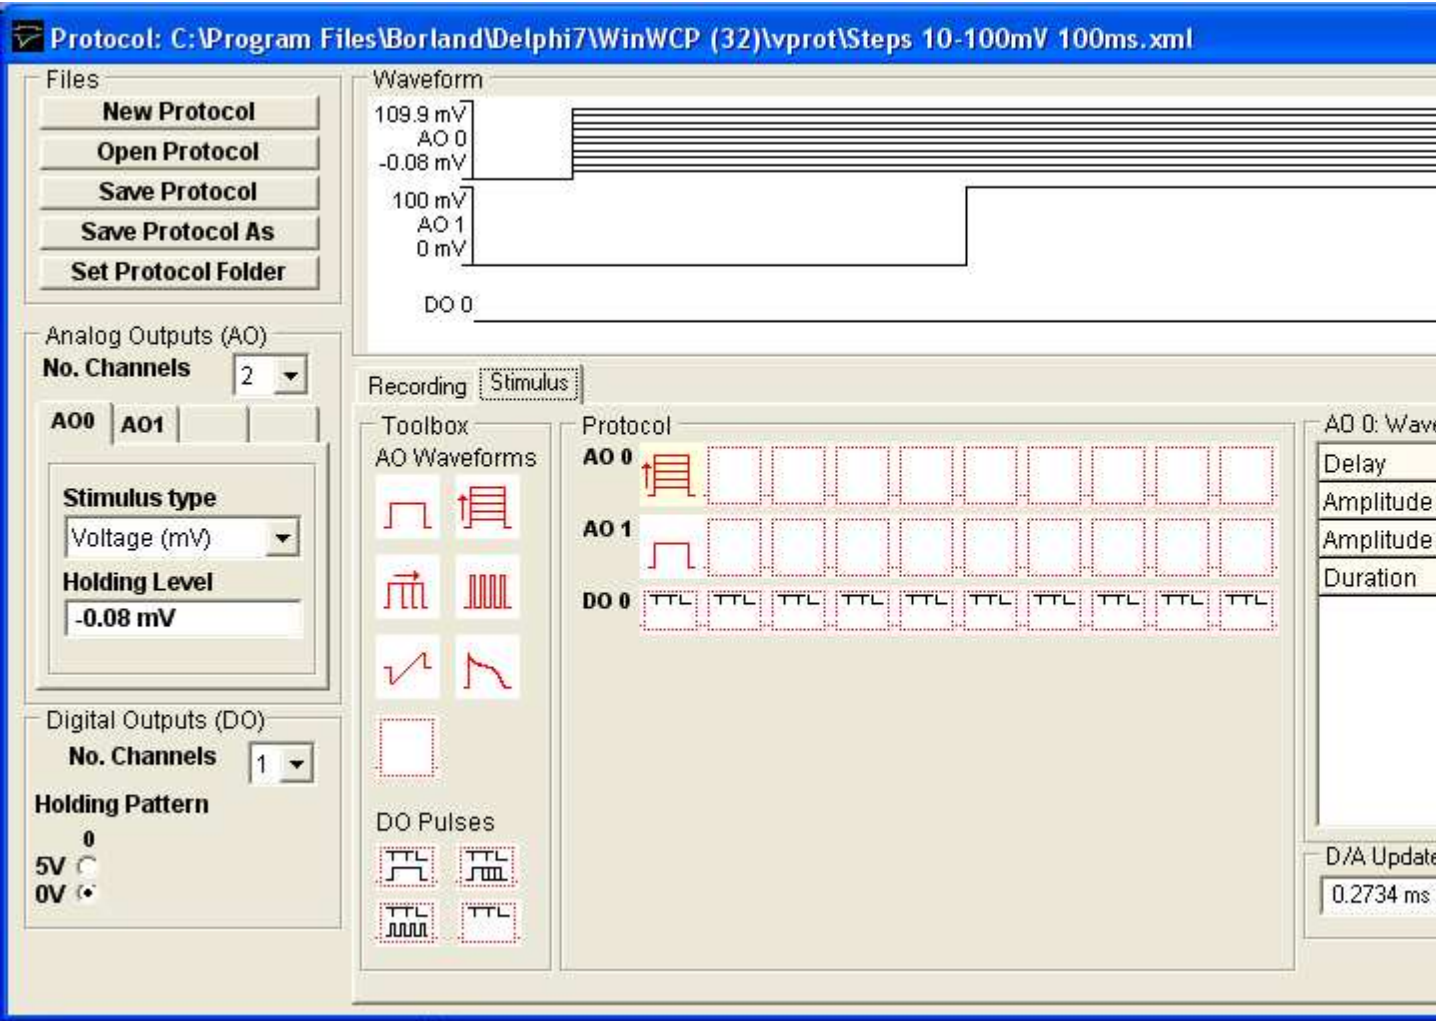 Protocol: C:\Program Files\Borland\Delphi7\WinWCP (32)\vprot\Steps 10-100mV 100ms.xml
Files
New Protocol
Open Protocol
Save Protocol
Save Protocol As
Set Protocol Folder
Waveform
109.9 mV
AO 0
-0.08 mV
100 mV
AO 1
0 mV
DO 0
Analog Outputs (AO)
No. Channels 2
AO0 AO1
Stimulus type
Voltage (mV)
Holding Level
-0.08 mV
Digital Outputs (DO)
No. Channels 1
Holding Pattern
0
5V
0V
Recording Stimulus
Toolbox
AO Waveforms
DO Pulses
TTL TTL
TTL TTL
Protocol
AO 0
AO 1
DO 0 TTL TTL TTL TTL TTL TTL TTL TTL TTL TTL
AO 0: Wave
Delay
Amplitude
Amplitude
Duration
D/A Update
0.2734 ms